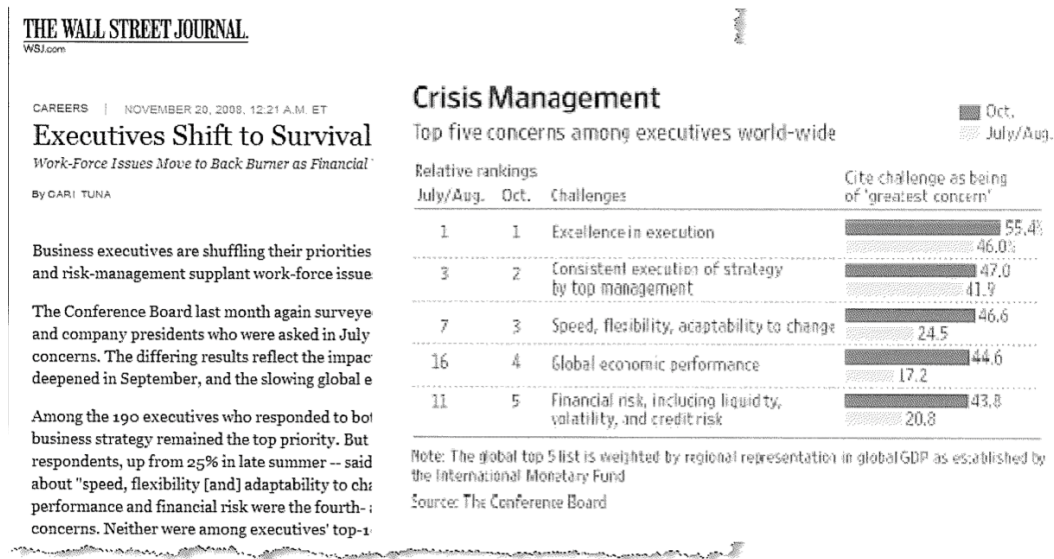 THE WALL STREET JOURNAL.
WSJ.com
CAREERS | NOVEMBER 20, 2008, 12:21 A.M. ET
Executives Shift to Survival
Work-Force Issues Move to Back Burner as Financial
By CARI TUNA
Business executives are shuffling their priorities
and risk-management supplant work-force issue
The Conference Board last month again surveye
and company presidents who were asked in July
concerns. The differing results reflect the impac
deepened in September, and the slowing global e
Among the 190 executives who responded to bot
business strategy remained the top priority. But
respondents, up from 25% in late summer -- said
about "speed, flexibility [and] adaptability to cha
performance and financial risk were the fourth-
concerns. Neither were among executives' top-1
Crisis Management
Top five concerns among executives world-wide
Oct.
July/Aug.
Relative rankings
July/Aug. Oct. Challenges
Cite challenge as being
of 'greatest concern'
1 1 Excellence in execution 55.4%
46.0%
3 2 Consistent execution of strategy
by top management 47.0
41.9
7 3 Speed, flexibility, adaptability to change 46.6
24.5
16 4 Global economic performance 44.6
17.2
11 5 Financial risk, including liquidity,
volatility, and credit risk 43.8
20.8
Note: The global top 5 list is weighted by regional representation in global GDP as established by
the International Monetary Fund
Source: The Conference Board